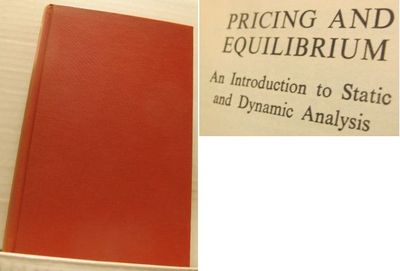 PRICING AND
EQUILIBRIUM
An Introduction to Static
and Dynamic Analysis